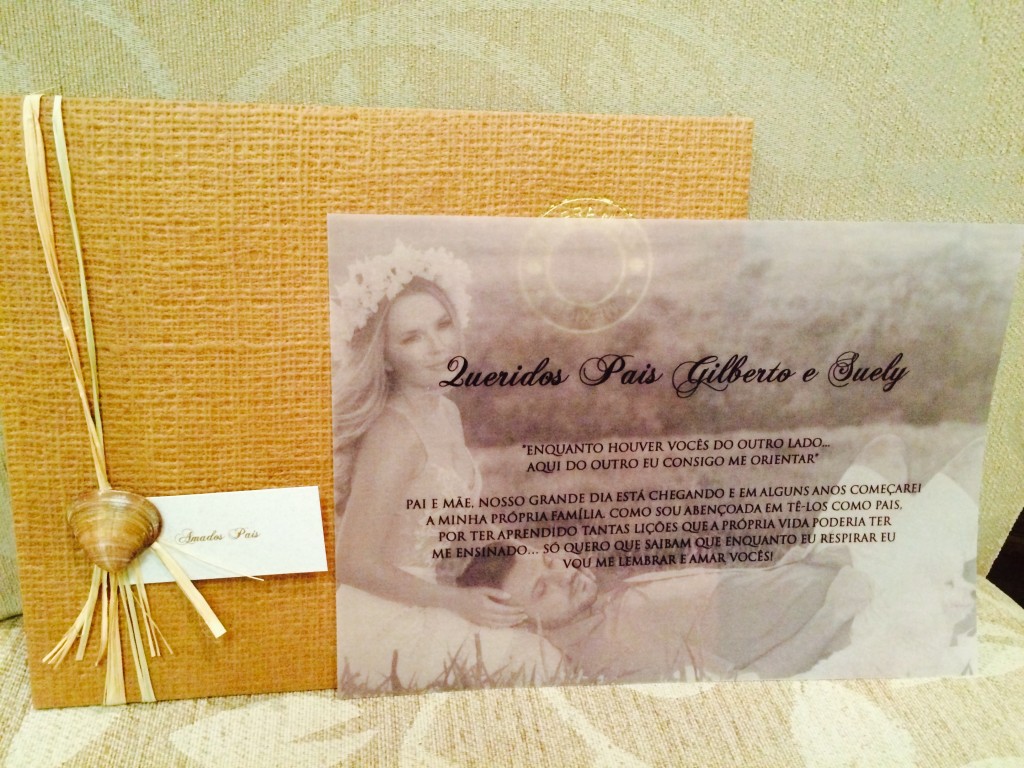 Amados Pais
Queridos Pais Gilberto e Suely
"ENQUANTO HOUVER VOCÊS DO OUTRO LADO...
AQUI DO OUTRO EU CONSIGO ME ORIENTAR"
PAI E MÃE, NOSSO GRANDE DIA ESTÁ CHEGANDO E EM ALGUNS ANOS COMEÇAREI
A MINHA PRÓPRIA FAMÍLIA. COMO SOU ABENÇOADA EM TÊ-LOS COMO PAIS,
POR TER APRENDIDO TANTAS LIÇÕES QUE A PRÓPRIA VIDA PODERIA TER
ME ENSINADO... SÓ QUERO QUE SAIBAM QUE ENQUANTO EU RESPIRAR EU
VOU ME LEMBRAR E AMAR VOCÊS!